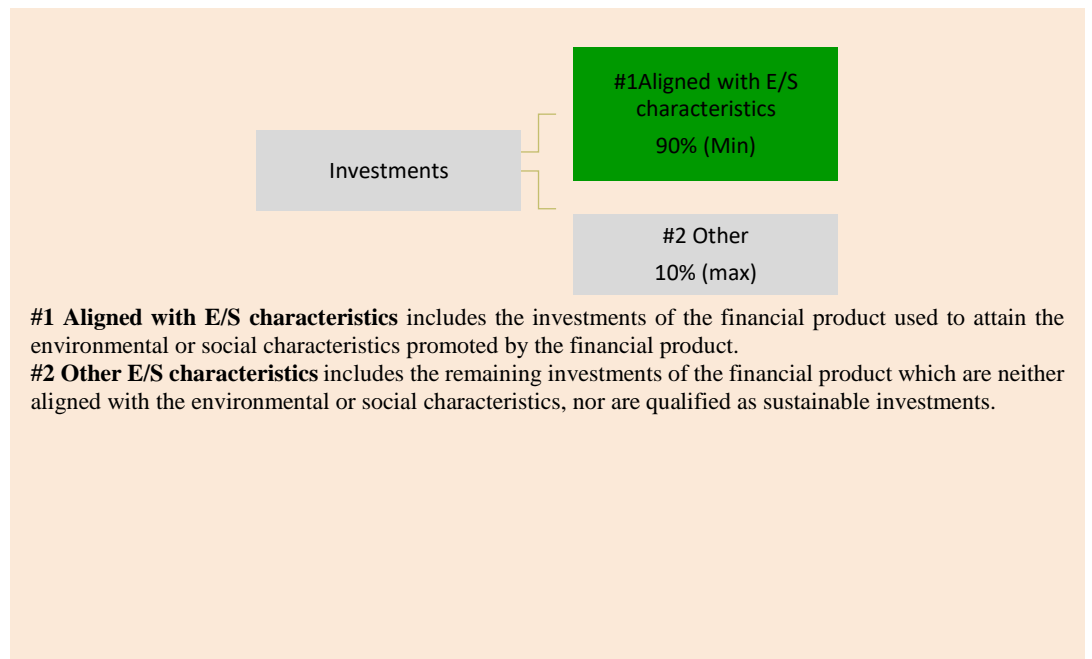 #1Aligned with E/S
characteristics
90% (Min)
Investments
#2 Other
10% (max)
#1 Aligned with E/S characteristics includes the investments of the financial product used to attain the
environmental or social characteristics promoted by the financial product.
#2 Other E/S characteristics includes the remaining investments of the financial product which are neither
aligned with the environmental or social characteristics, nor are qualified as sustainable investments.